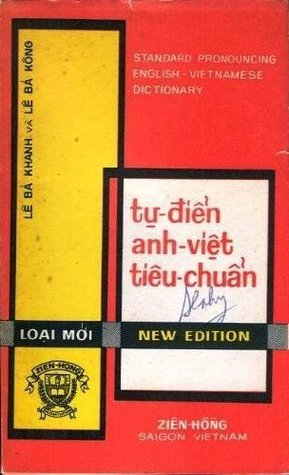 LÊ BÁ KHANH VÀ LÊ BÁ KÔNG
STANDARD PRONOUNCING
ENGLISH-VIETNAMESE
DICTIONARY
tự-điển
anh-việt
tiêu-chuẩn
LOẠI MỚI
NEW EDITION
ZIÊN-HỒNG
ZIÊN-HỒNG
SAIGON VIETNAM